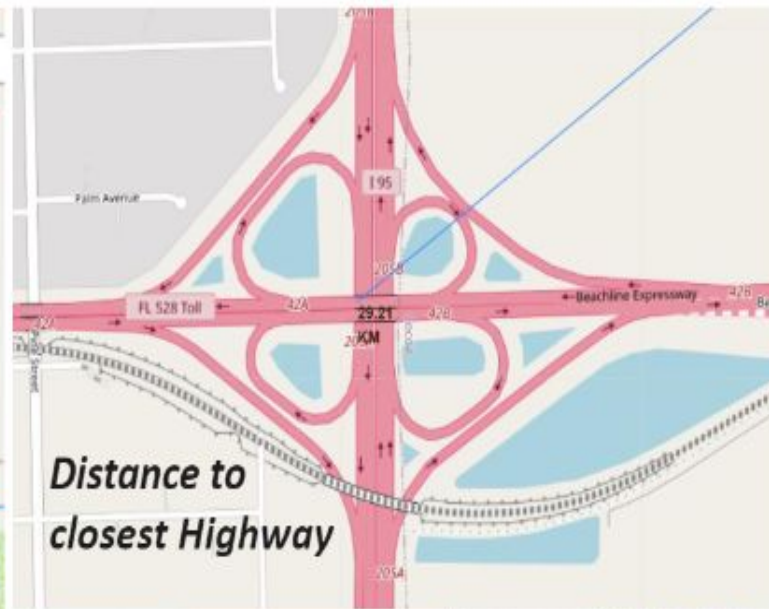 205B
I 95
Palm Avenue
205B
Beachline Expressway
42B
FL 528 Toll
42A
42B
29.21
KM
Distance to
closest Highway
205A